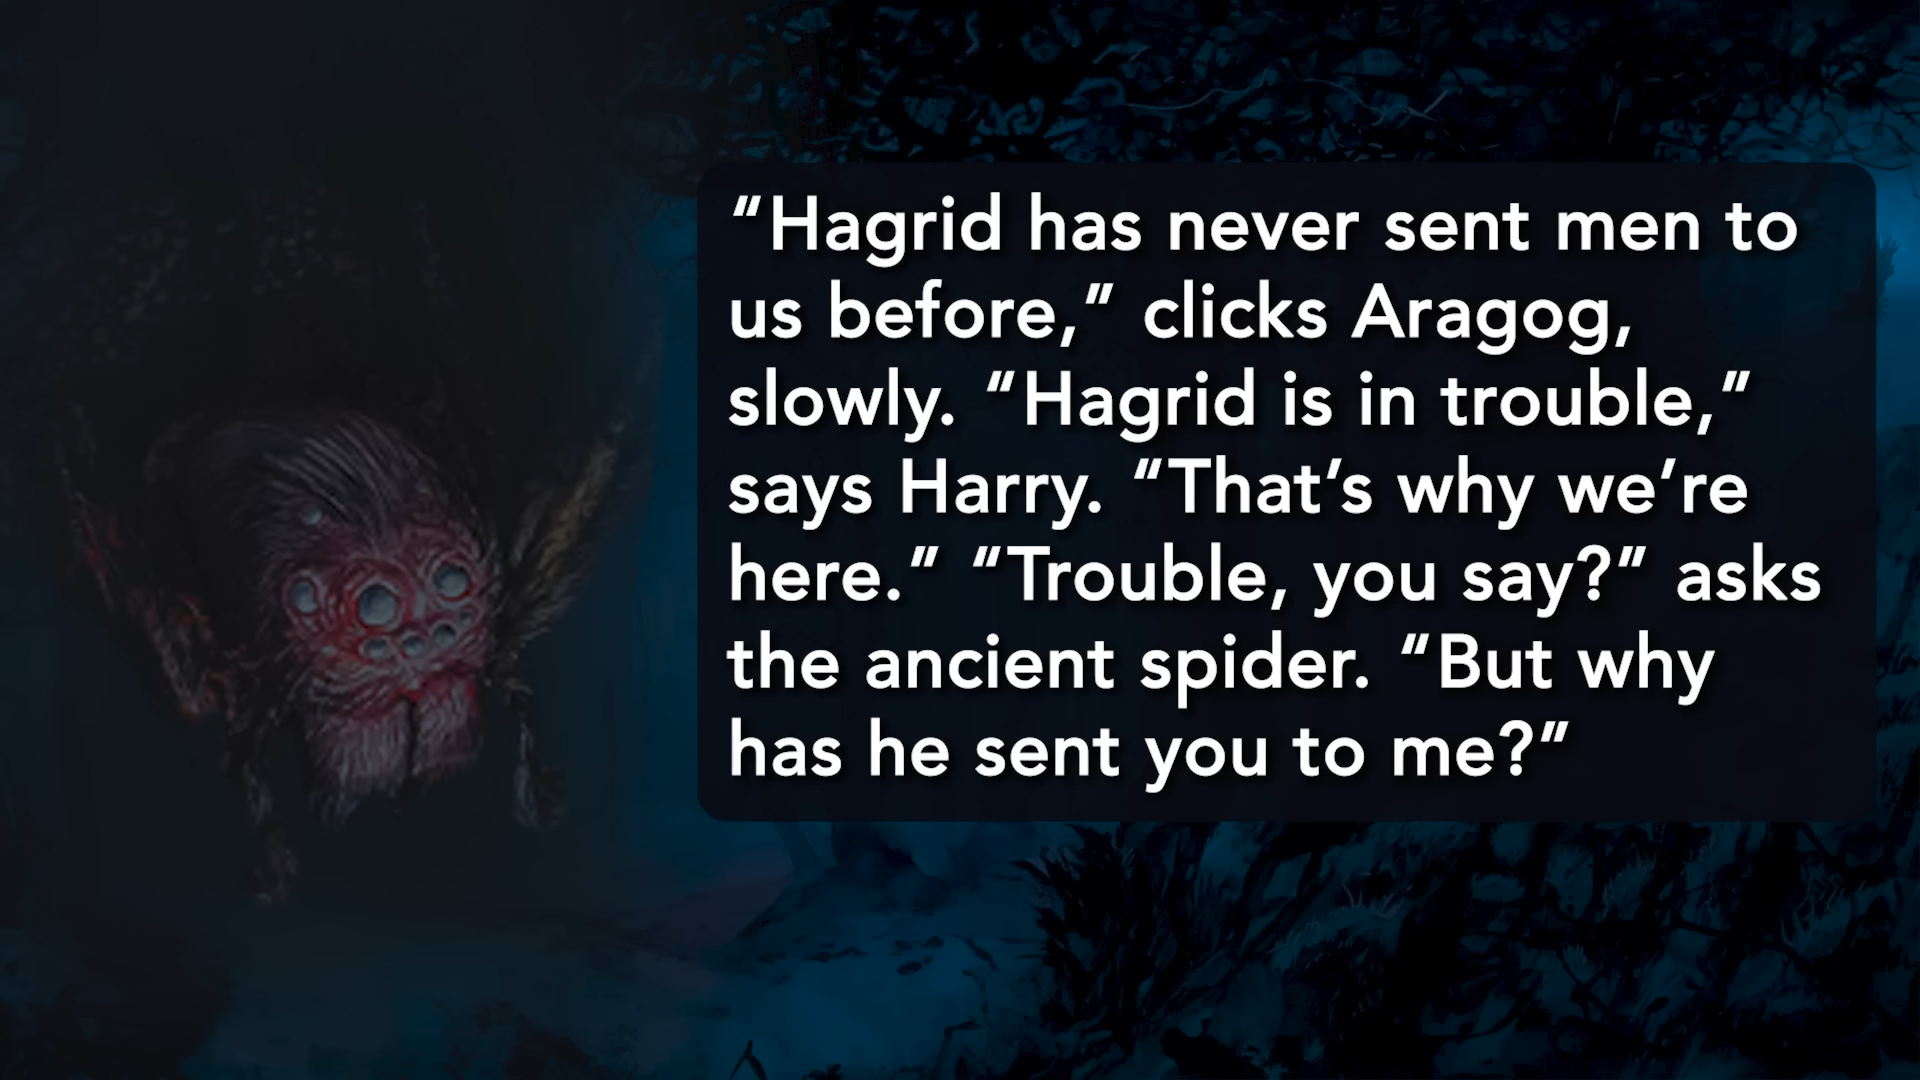 “Hagrid has never sent men to
us before,” clicks Aragog,
slowly. “Hagrid is in trouble,”
says Harry. “That’s why we’re
here.” “Trouble, you say?” asks
the ancient spider. “But why
has he sent you to me?”